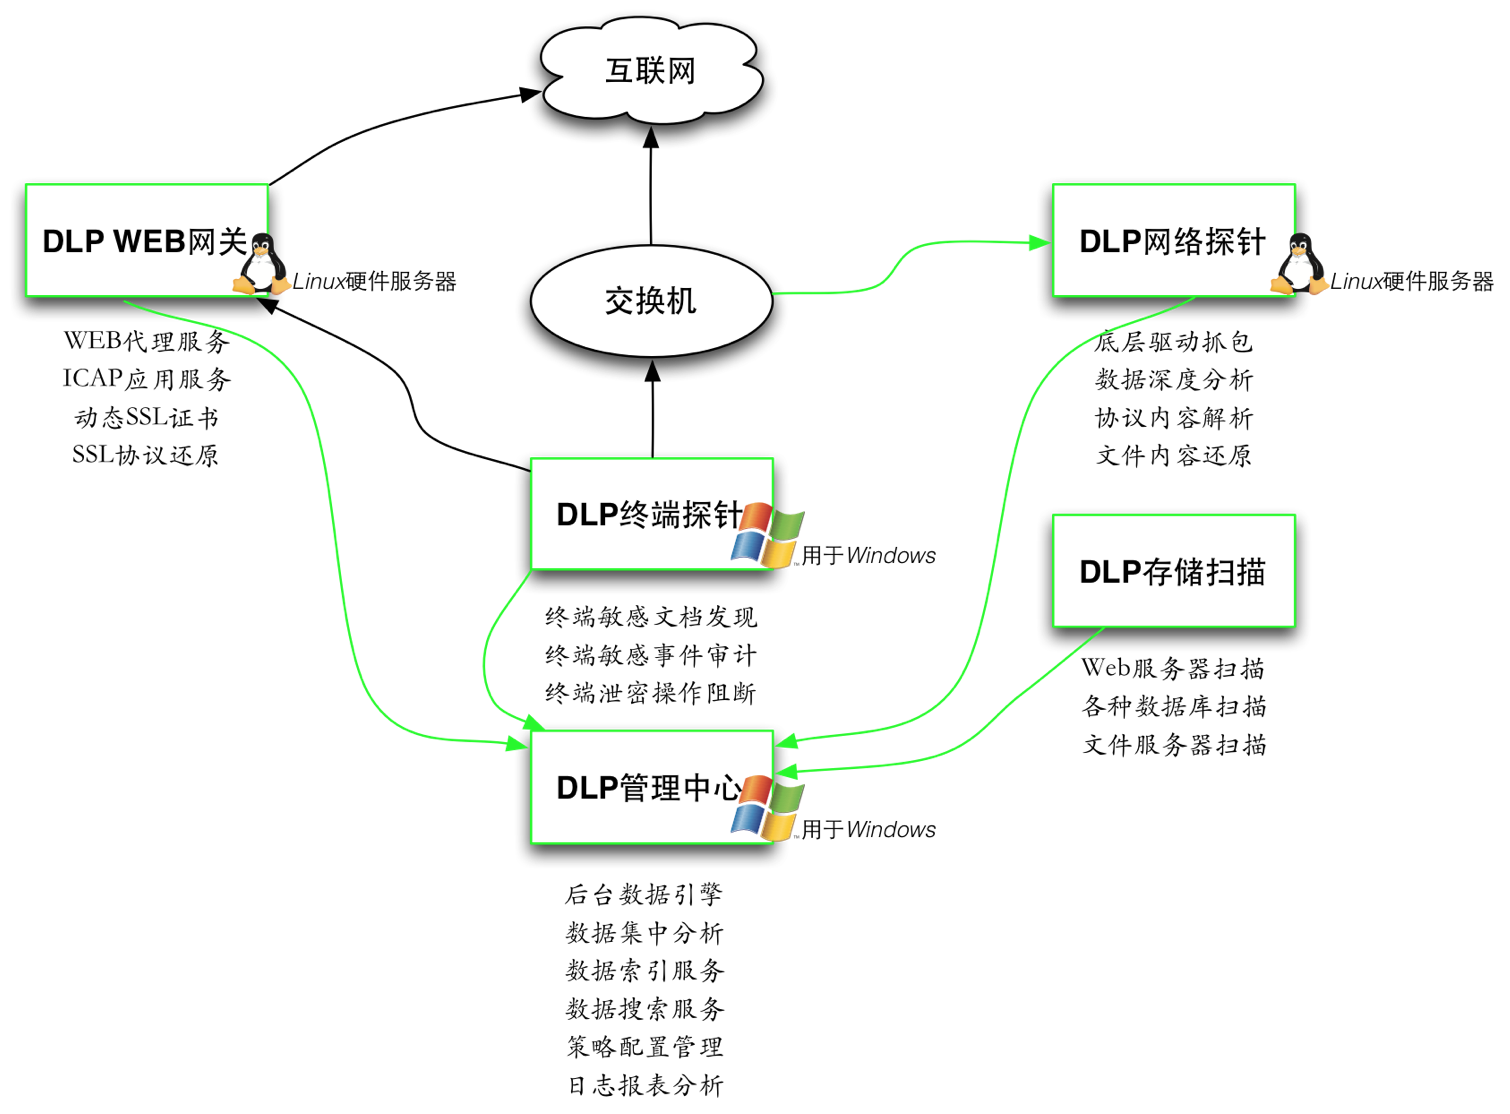 互联网
DLP WEB网关
Linux硬件服务器
WEB代理服务
ICAP应用服务
动态SSL证书
SSL协议还原
交换机
DLP网络探针
Linux硬件服务器
底层驱动抓包
数据深度分析
协议内容解析
文件内容还原
DLP终端探针
用于Windows
终端敏感文档发现
终端敏感事件审计
终端泄密操作阻断
DLP存储扫描
Web服务器扫描
各种数据库扫描
文件服务器扫描
DLP管理中心
用于Windows
后台数据引擎
数据集中分析
数据索引服务
数据搜索服务
策略配置管理
日志报表分析